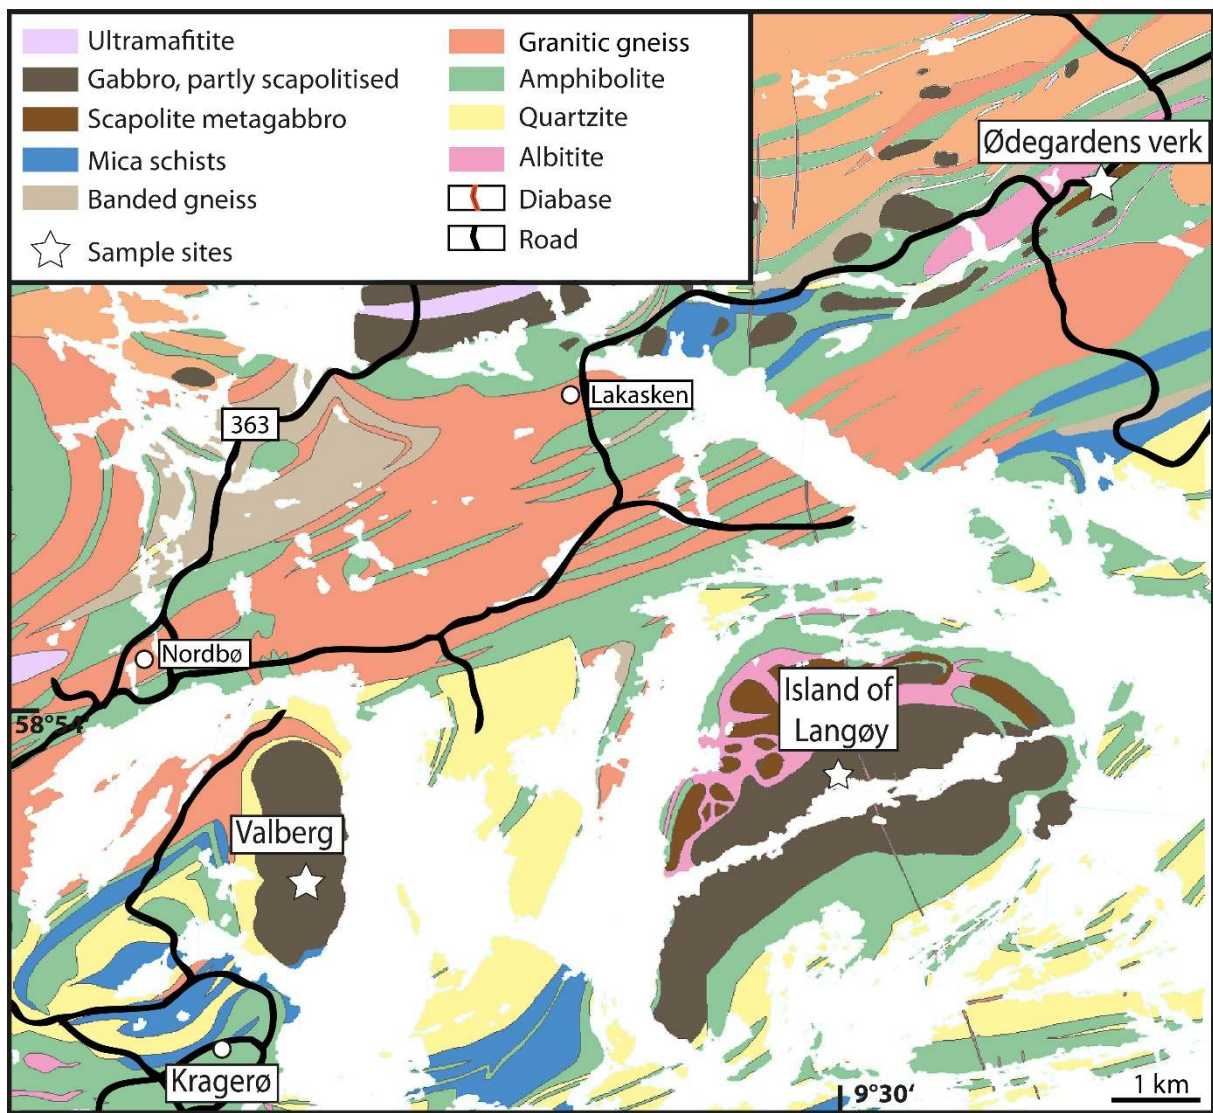 Ultramafitite
Gabbro, partly scapolitised
Scapolite metagabbro
Mica schists
Banded gneiss
Sample sites
Granitic gneiss
Amphibolite
Quartzite
Albitite
Diabase
Road
Ødegardens verk
Lakasken
363
Nordbø
58°54'
Island of
Langøy
Valberg
Kragerø
9°30‘
1 km